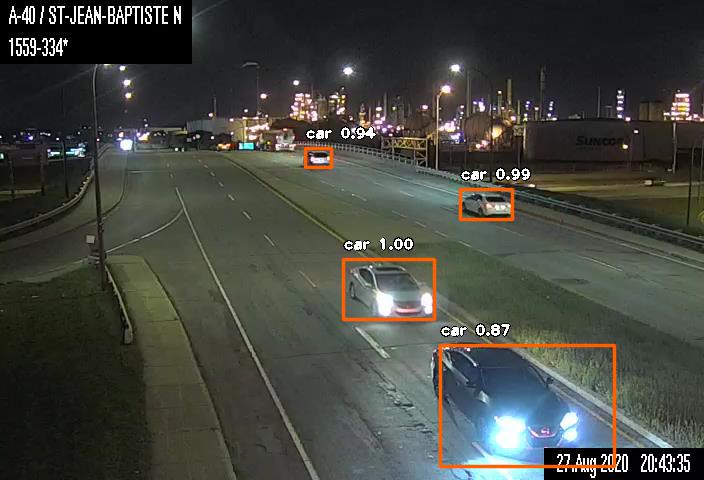 A-40 / ST-JEAN-BAPTISTE N
1559-334*
car 0.94
SUNCOR
car 0.99
car 1.00
car 0.87
27 Aug 2020 20:43:35